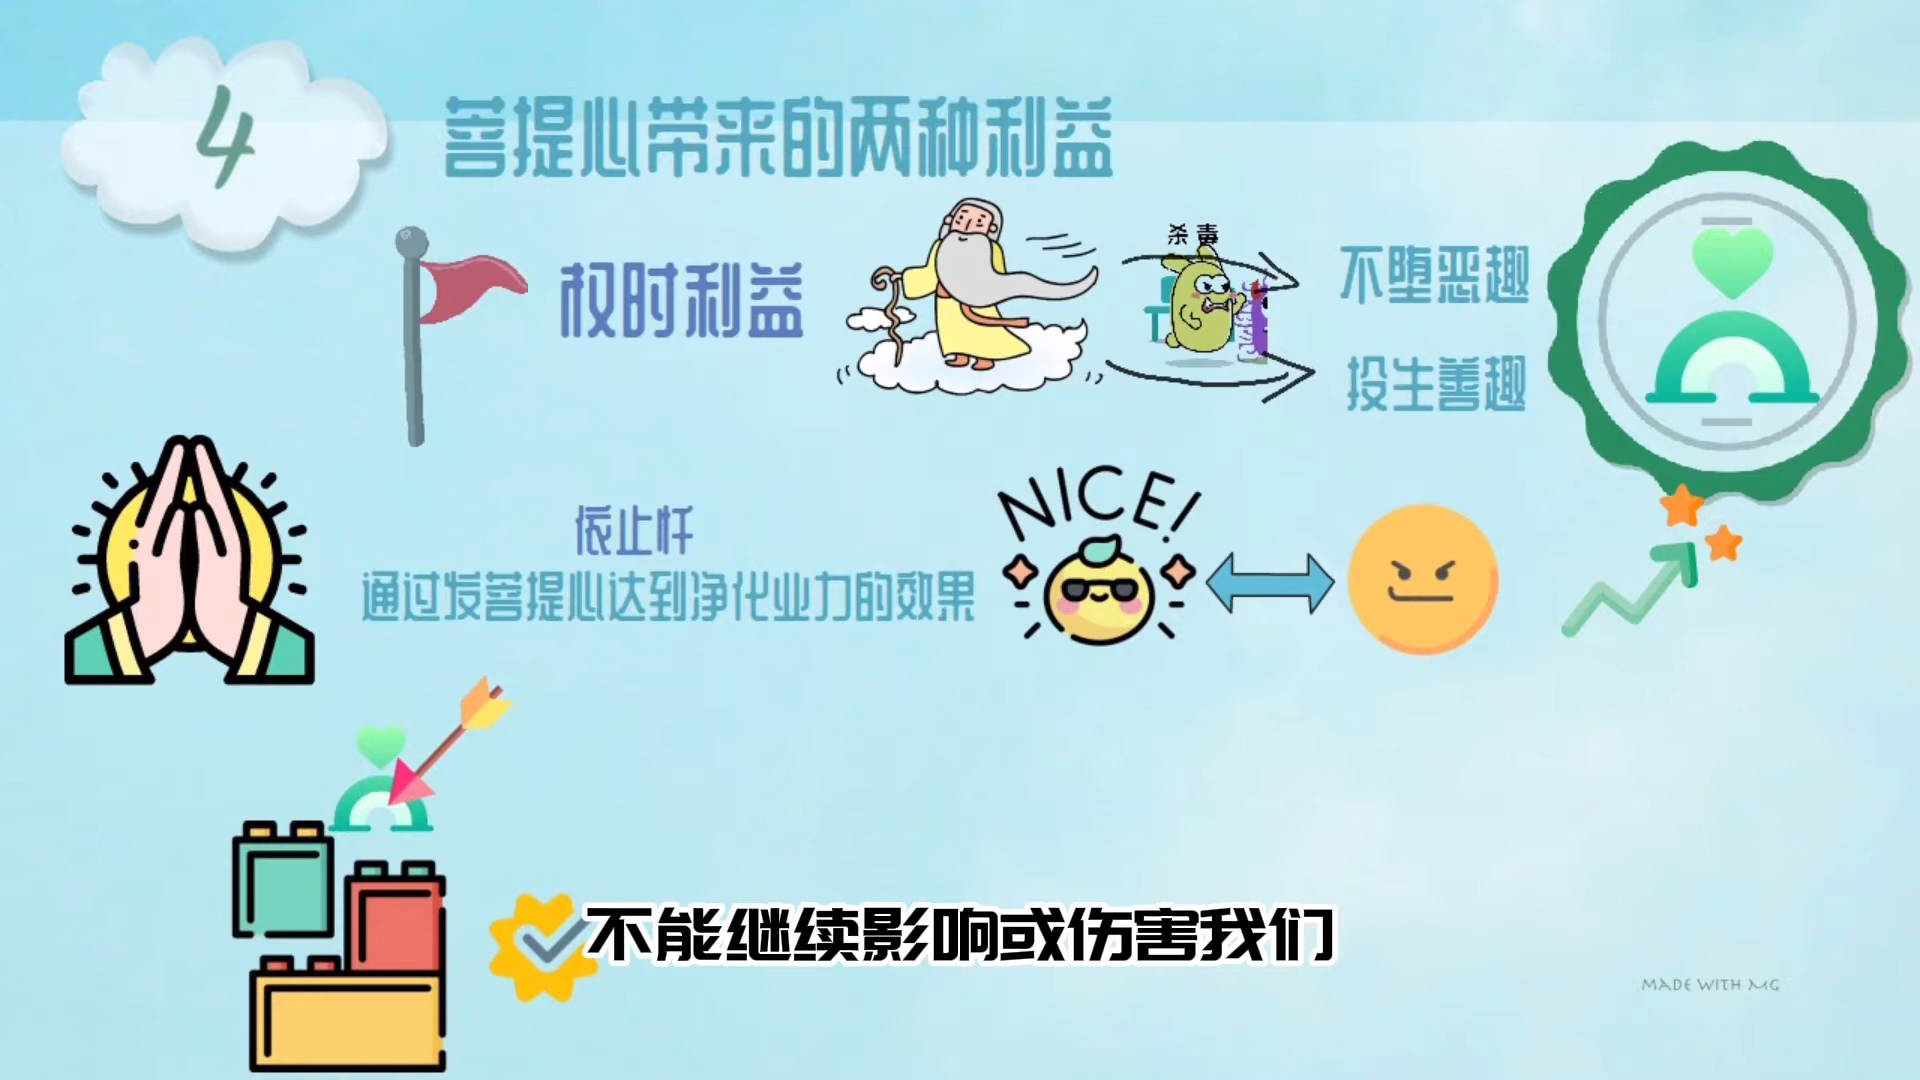 4
菩提心带来的两种利益
权时利益
杀毒
不堕恶趣
投生善趣
NICE!
依止忏
通过发菩提心达到净化业力的效果
不能继续影响或伤害我们
MADE WITH MG